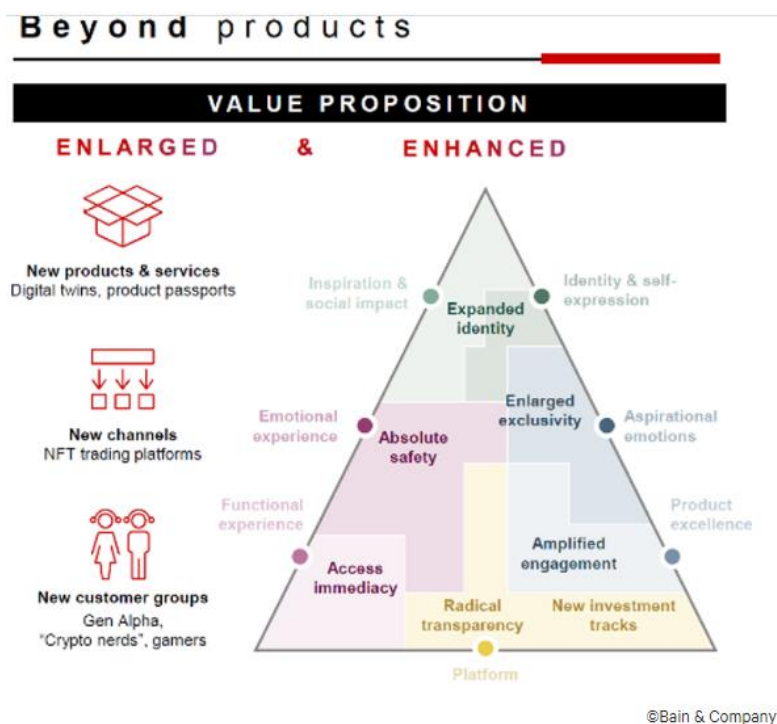 Beyond products
VALUE PROPOSITION
ENLARGED & ENHANCED
New products & services
Digital twins, product passports
New channels
NFT trading platforms
New customer groups
Gen Alpha,
"Crypto nerds", gamers
Inspiration &
social impact
Identity & self-
expression
Expanded
identity
Emotional
experience
Absolute
safety
Enlarged
exclusivity
Aspirational
emotions
Functional
experience
Product
excellence
Access
immediacy
Amplified
engagement
Radical
transparency
New investment
tracks
Platform
©Bain & Company